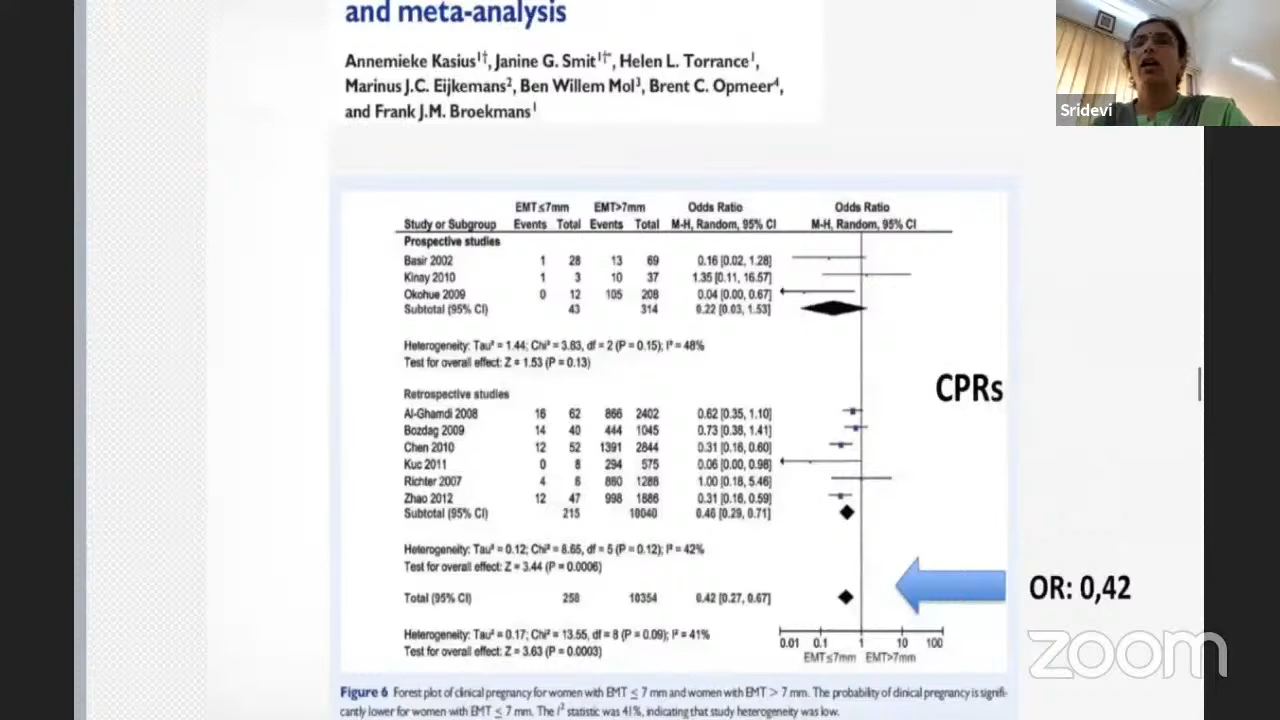 and meta-analysis
Annemieke Kasius1†, Janine G. Smit1†*, Helen L. Torrance1,
Marinus J.C. Eijkemans2, Ben Willem Mol3, Brent C. Opmeer4,
and Frank J.M. Broekmans1
Sridevi
EMT≤7mm EMT>7mm Odds Ratio Odds Ratio
Study or Subgroup Events Total Events Total M-H, Random, 95% CI M-H, Random, 95% CI
Prospective studies
Basir 2002 1 28 13 69 0.16 [0.02, 1.28]
Kinay 2010 1 3 10 37 1.35 [0.11, 16.57]
Okohue 2009 0 12 105 208 0.04 [0.00, 0.67]
Subtotal (95% CI) 43 314 0.22 [0.03, 1.53]
Heterogeneity: Tau² = 1.44; Chi² = 3.83, df = 2 (P = 0.15); I² = 48%
Test for overall effect: Z = 1.53 (P = 0.13)
CPRs
Retrospective studies
Al-Ghamdi 2008 16 62 866 2402 0.62 [0.35, 1.10]
Bozdag 2009 14 40 444 1045 0.73 [0.38, 1.41]
Chen 2010 12 52 1391 2844 0.31 [0.16, 0.60]
Kuc 2011 0 8 294 575 0.06 [0.00, 0.98]
Richter 2007 4 6 860 1288 1.00 [0.18, 5.46]
Zhao 2012 12 47 998 1886 0.31 [0.16, 0.59]
Subtotal (95% CI) 215 10040 0.46 [0.29, 0.71]
Heterogeneity: Tau² = 0.12; Chi² = 8.65, df = 5 (P = 0.12); I² = 42%
Test for overall effect: Z = 3.44 (P = 0.0006)
OR: 0,42
Total (95% CI) 258 10354 0.42 [0.27, 0.67]
Heterogeneity: Tau² = 0.17; Chi² = 13.55, df = 8 (P = 0.09); I² = 41%
Test for overall effect: Z = 3.63 (P = 0.0003)
0.01 0.1 1 10 100
EMT≤7mm EMT>7mm
zoom
Figure 6 Forest plot of clinical pregnancy for women with EMT ≤ 7 mm and women with EMT > 7 mm. The probability of clinical pregnancy is signifi-
cantly lower for women with EMT ≤ 7 mm. The I² statistic was 41%, indicating that study heterogeneity was low.